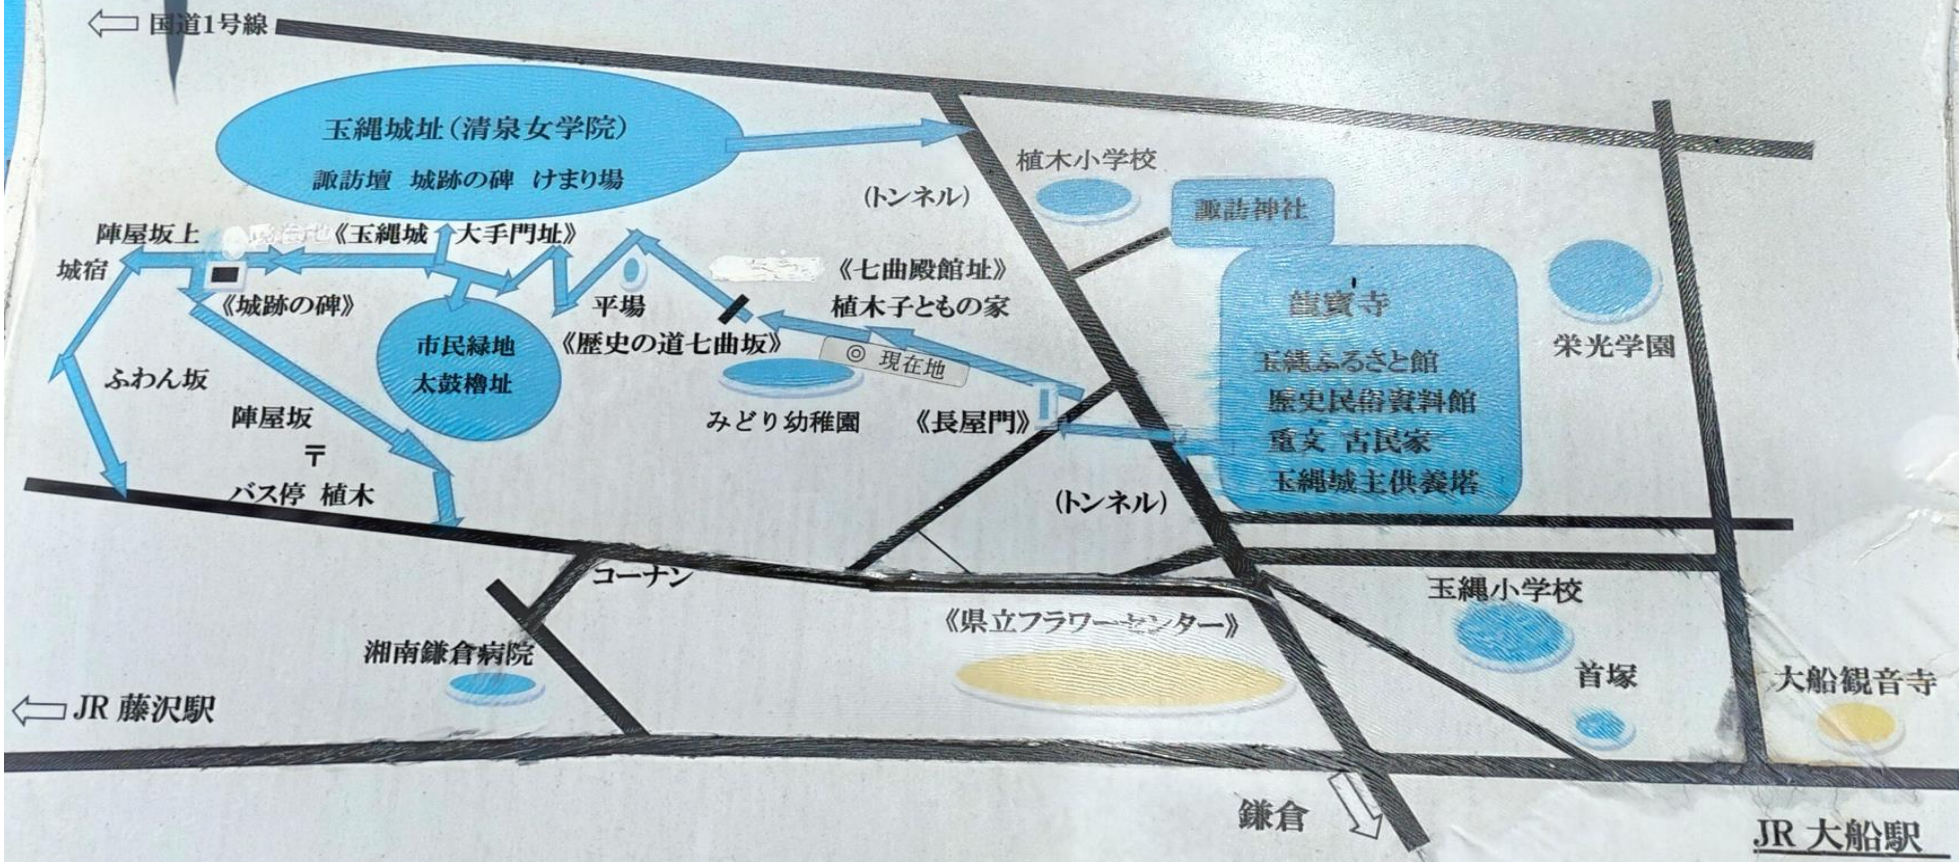 国道1号線
玉縄城址(清泉女学院)
諏訪壇 城跡の碑 けまり場
(トンネル)
植木小学校
諏訪神社
陣屋坂上
《玉縄城 大手門址》
城宿
《城跡の碑》
平場
《七曲殿館址》
植木子どもの家
《歴史の道七曲坂》
現在地
市民緑地
太鼓櫓址
ふわん坂
陣屋坂
〒
バス停 植木
みどり幼稚園
《長屋門》
(トンネル)
龍寶寺
玉縄ふるさと館
歴史民俗資料館
重文 古民家
玉縄城主供養塔
栄光学園
コーナン
《県立フラワーセンター》
玉縄小学校
湘南鎌倉病院
首塚
大船観音寺
JR 藤沢駅
鎌倉
JR 大船駅